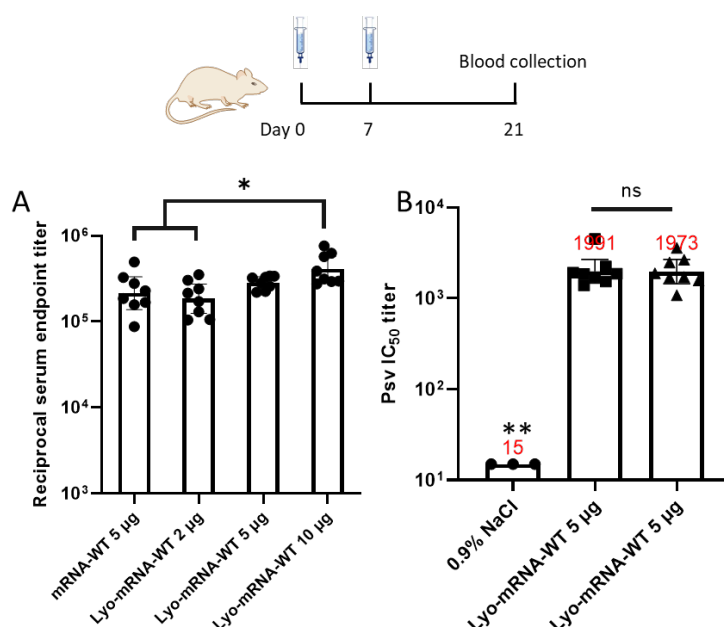 Blood collection
Day 0 7 21
A
*
Reciprocal serum endpoint titer
10⁶
10⁵
10⁴
10³
mRNA-WT 5 µg
Lyo-mRNA-WT 2 µg
Lyo-mRNA-WT 5 µg
Lyo-mRNA-WT 10 µg
B
ns
Psv IC₅₀ titer
10⁴
10³
10²
10¹
1991
1973
**
15
0.9% NaCl
Lyo-mRNA-WT 5 µg
Lyo-mRNA-WT 5 µg